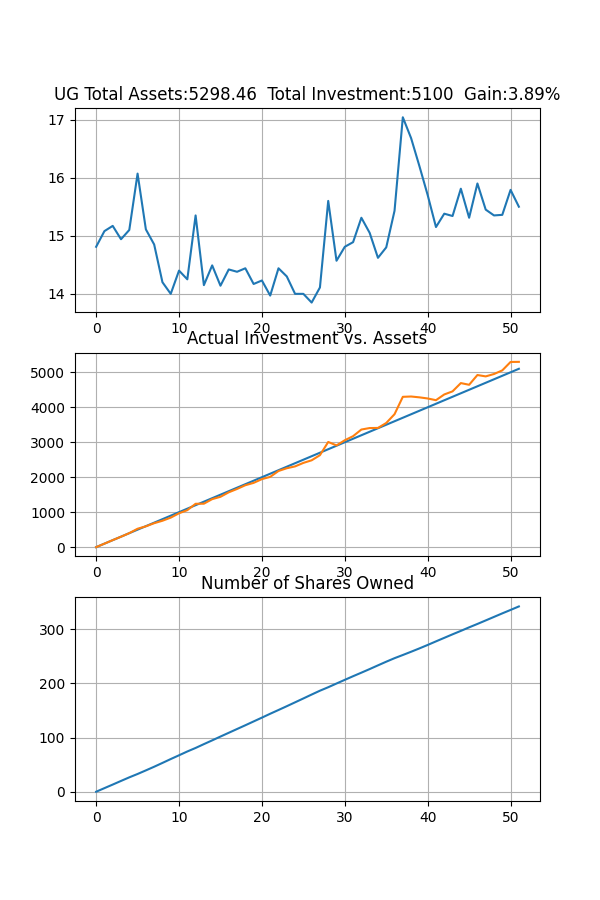 UG Total Assets:5298.46  Total Investment:5100  Gain:3.89%
17
16
15
14
0 10 20 30 40 50
Actual Investment vs. Assets
5000
4000
3000
2000
1000
0
0 10 20 30 40 50
Number of Shares Owned
300
200
100
0
0 10 20 30 40 50